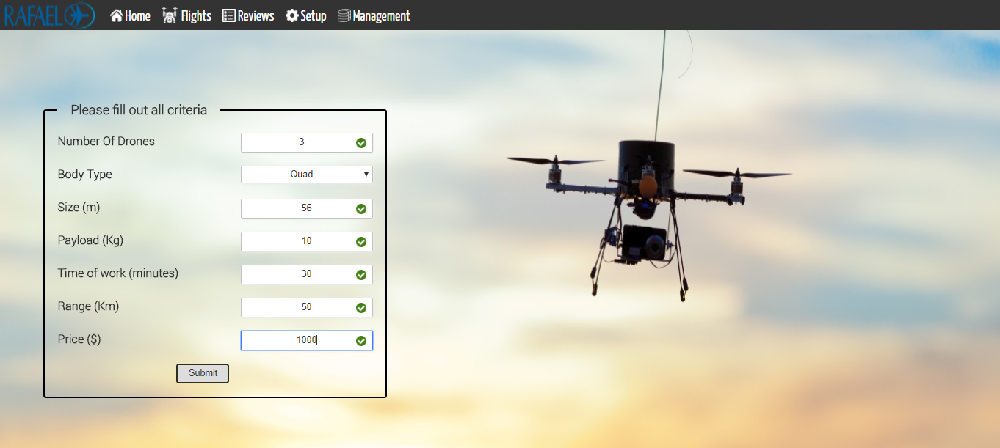 RAFAEL
Home Flights Reviews Setup Management
Please fill out all criteria
Number Of Drones 3
Body Type Quad
Size (m) 56
Payload (Kg) 10
Time of work (minutes) 30
Range (Km) 50
Price ($) 1000
Submit